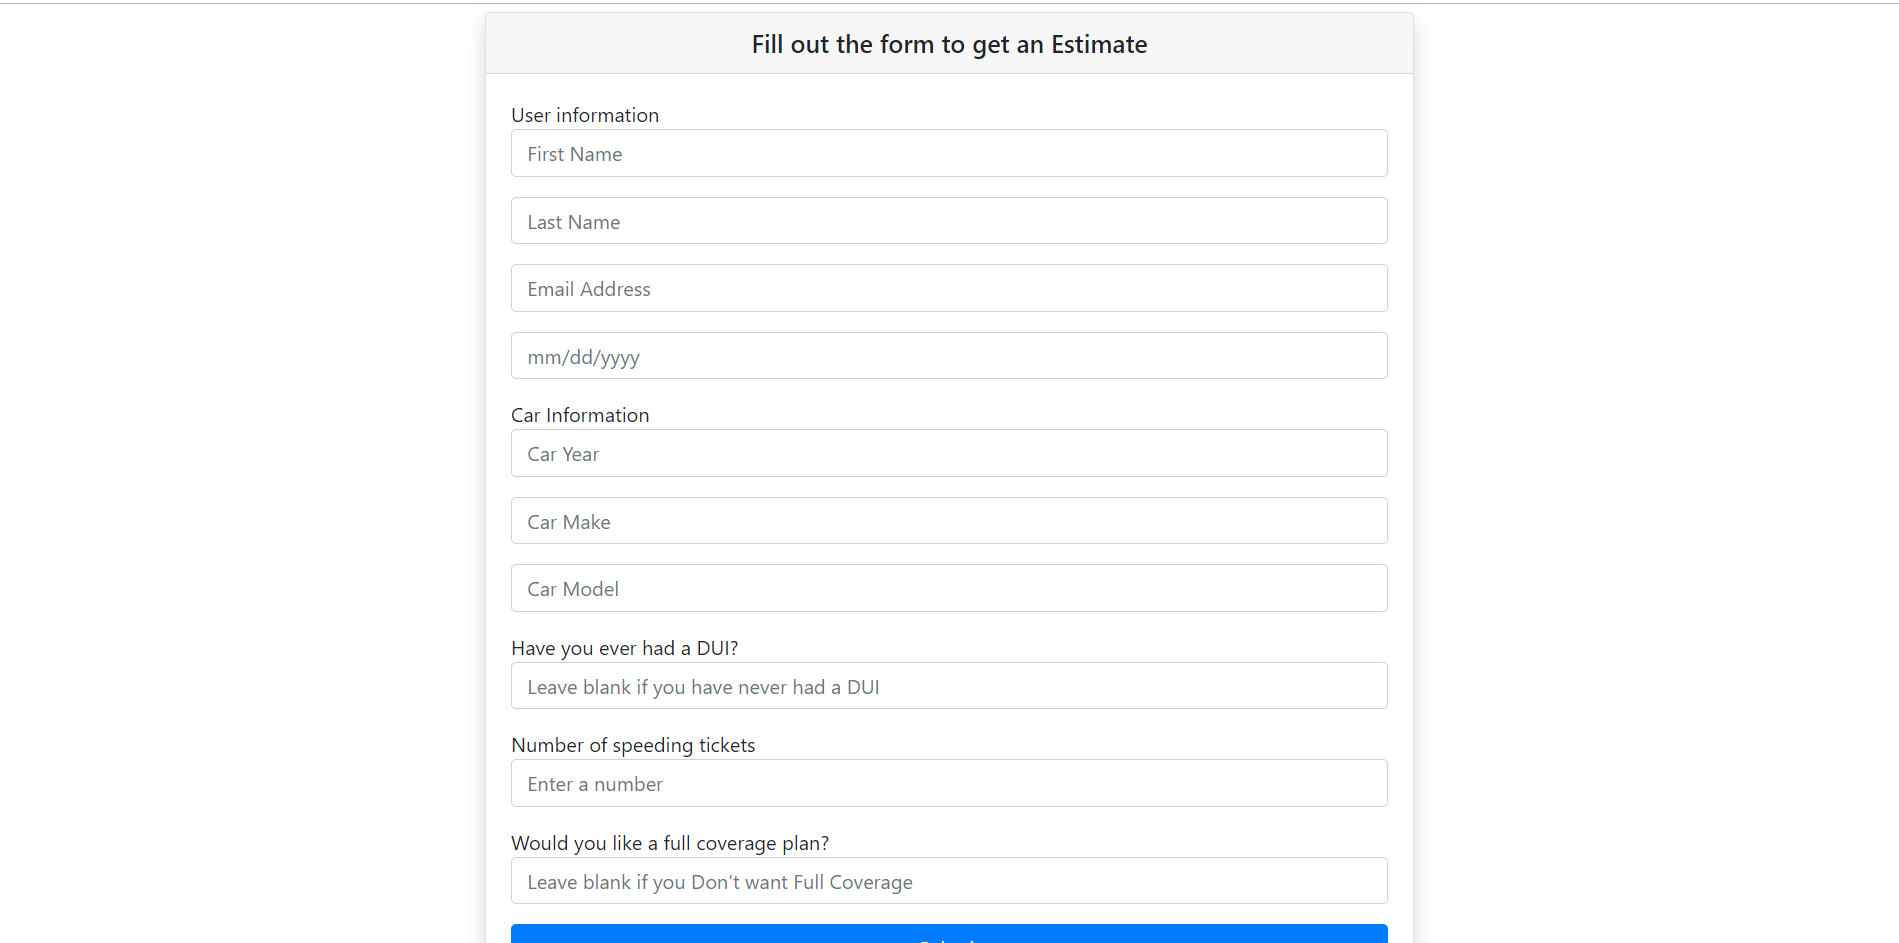 Fill out the form to get an Estimate
User information
First Name
Last Name
Email Address
mm/dd/yyyy
Car Information
Car Year
Car Make
Car Model
Have you ever had a DUI?
Leave blank if you have never had a DUI
Number of speeding tickets
Enter a number
Would you like a full coverage plan?
Leave blank if you Don't want Full Coverage